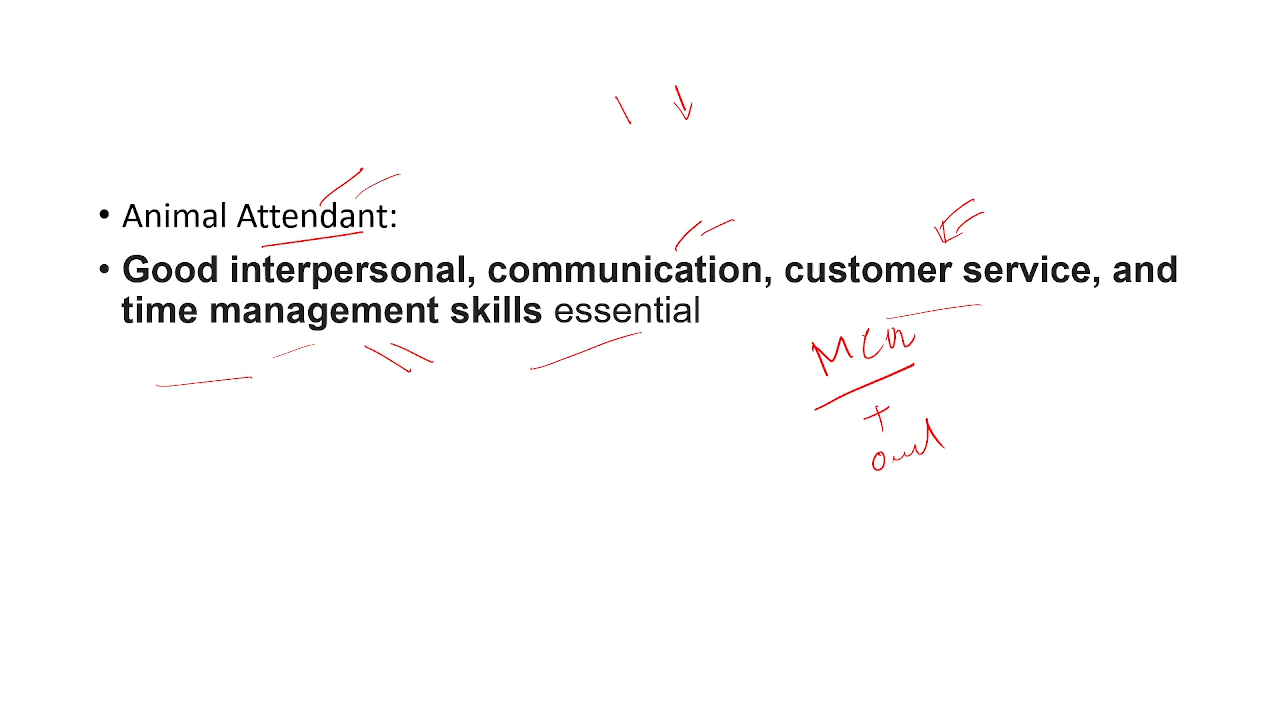 • Animal Attendant:
• Good interpersonal, communication, customer service, and
time management skills essential
+